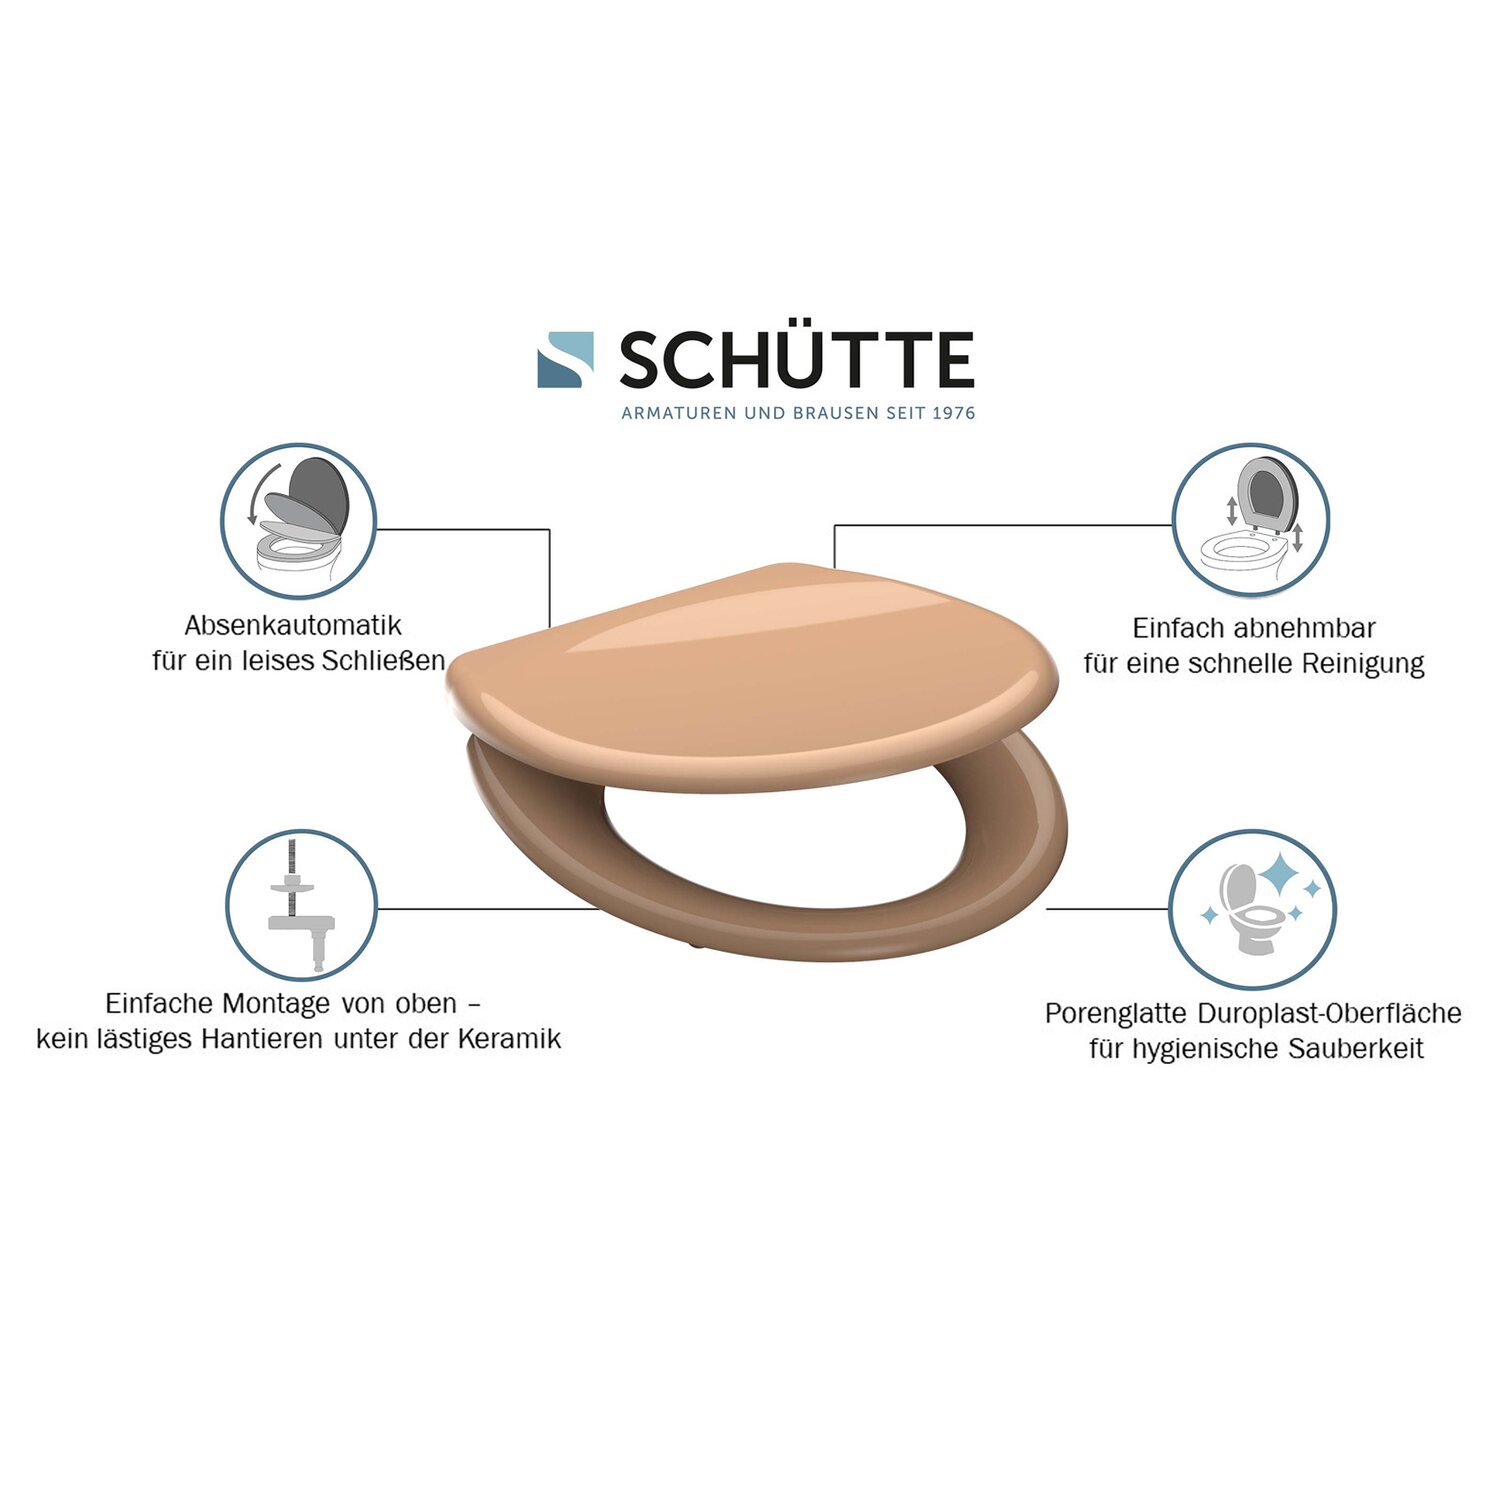 SCHÜTTE
ARMATUREN UND BRAUSEN SEIT 1976
Absenkautomatik
für ein leises Schließen
Einfach abnehmbar
für eine schnelle Reinigung
Einfache Montage von oben –
kein lästiges Hantieren unter der Keramik
Porenglatte Duroplast-Oberfläche
für hygienische Sauberkeit